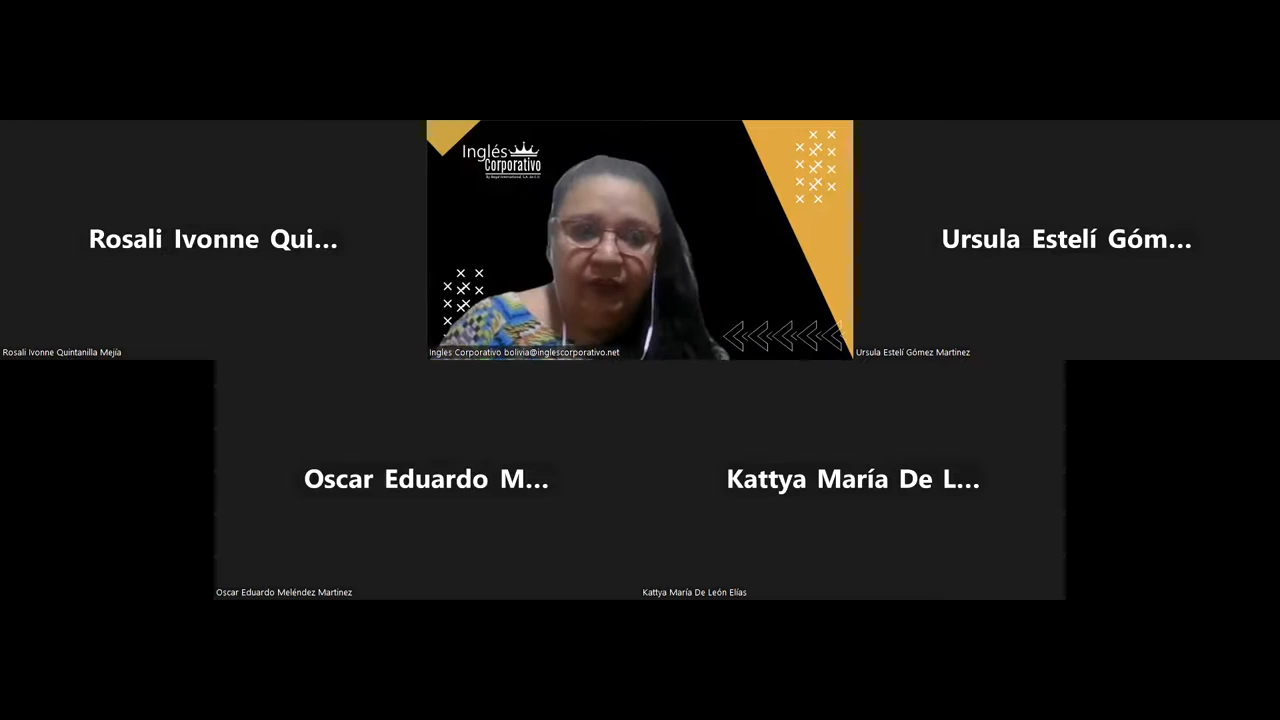 Inglés
Corporativo
Rosali Ivonne Qui...
Ursula Estelí Góm...
Rosali Ivonne Quintanilla Mejía
Ingles Corporativo bolivia@inglescorporativo.net
Ursula Estelí Gómez Martinez
Oscar Eduardo M...
Kattya María De L...
Oscar Eduardo Meléndez Martinez
Kattya María De León Elías